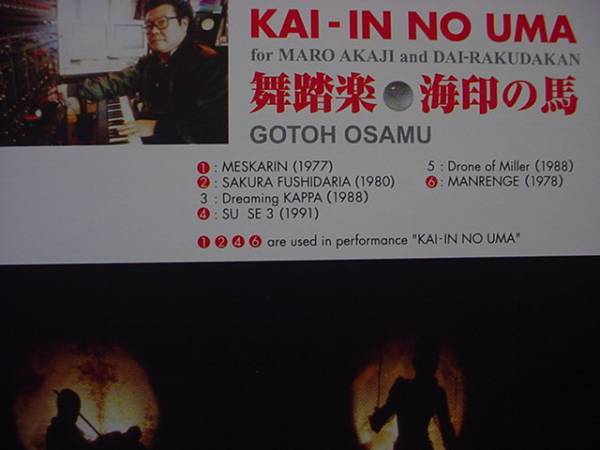 KAI-IN NO UMA
for MARO AKAJI and DAI-RAKUDAKAN
舞踏楽●海印の馬
GOTOH OSAMU
1 : MESKARIN (1977)
2 : SAKURA FUSHIDARIA (1980)
3 : Dreaming KAPPA (1988)
4 : SU SE 3 (1991)
5 : Drone of Miller (1988)
6 : MANRENGE (1978)
1 2 4 6 are used in performance "KAI-IN NO UMA"